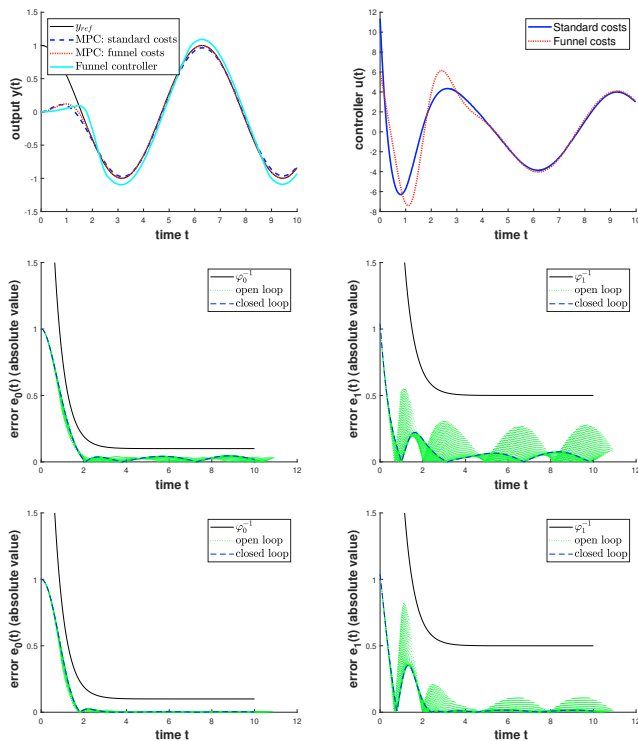 y_ref
MPC: standard costs
MPC: funnel costs
Funnel controller
output y(t)
1.5
1
0.5
0
-0.5
-1
-1.5
0 1 2 3 4 5 6 7 8 9 10
time t
Standard costs
Funnel costs
controller u(t)
12
10
8
6
4
2
0
-2
-4
-6
-8
0 1 2 3 4 5 6 7 8 9 10
time t
φ_0^{-1}
open loop
closed loop
error e_0(t) (absolute value)
1.5
1
0.5
0
0 2 4 6 8 10 12
time t
φ_1^{-1}
open loop
closed loop
error e_1(t) (absolute value)
1.5
1
0.5
0
0 2 4 6 8 10 12
time t
φ_0^{-1}
open loop
closed loop
error e_0(t) (absolute value)
1.5
1
0.5
0
0 2 4 6 8 10 12
time t
φ_1^{-1}
open loop
closed loop
error e_1(t) (absolute value)
1.5
1
0.5
0
0 2 4 6 8 10 12
time t